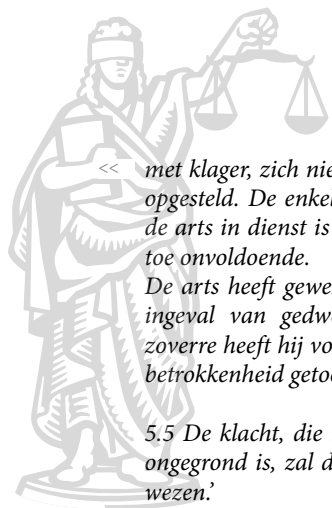 << met klager, zich nie
opgesteld. De enkel
de arts in dienst is
toe onvoldoende.
De arts heeft gewe
ingeval van gedw
zoverre heeft hij vo
betrokkenheid getoo
5.5 De klacht, die
ongegrond is, zal d
wezen.’